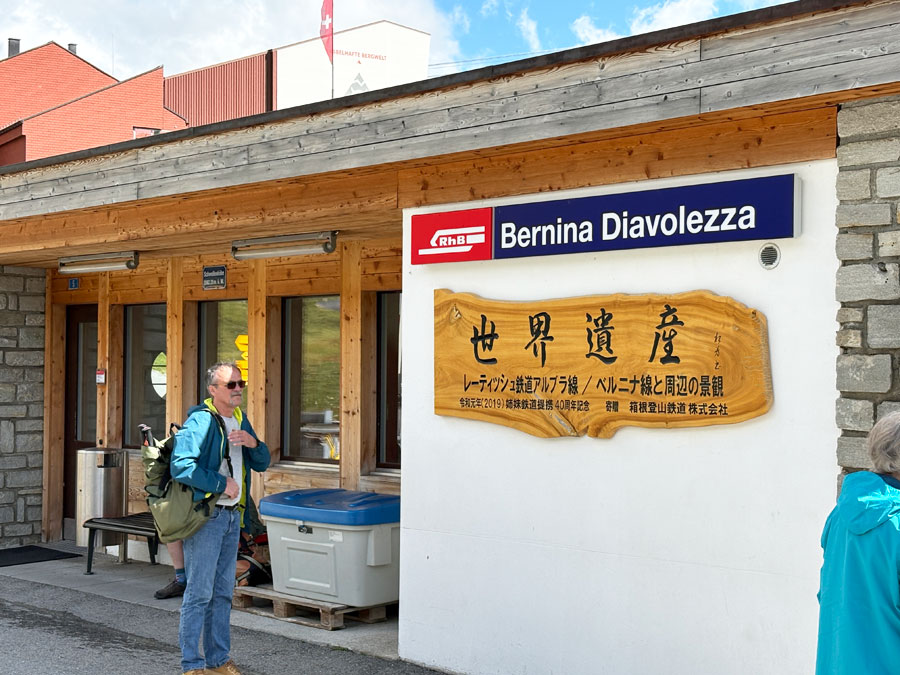 ELHAFTE BERGWELT
RhB
Bernina Diavolezza
世界遺産
レーティッシュ鉄道アルブラ線/ベルニナ線と周辺の景観
令和元年(2019)姉妹鉄道提携40周年記念 寄贈 箱根登山鉄道 株式会社